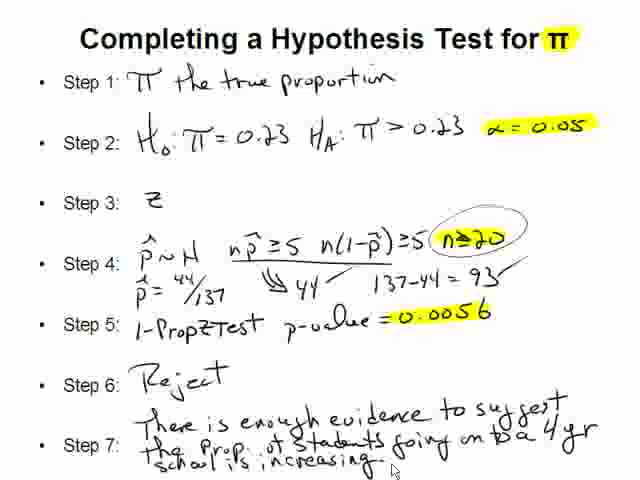 Completing a Hypothesis Test for π
• Step 1: π the true proportion
• Step 2: H₀: π = 0.23 Hₐ: π > 0.23 α = 0.05
• Step 3: z
• Step 4: p̂ ~ N np̂ ≥ 5 n(1-p̂) ≥ 5 n ≥ 20
p̂ = 44/137 44 ✓ 137-44 = 93 ✓
• Step 5: 1-PropZTest p-value = 0.0056
• Step 6: Reject
There is enough evidence to suggest
• Step 7: the prop. of students going on to a 4 yr
school is increasing.